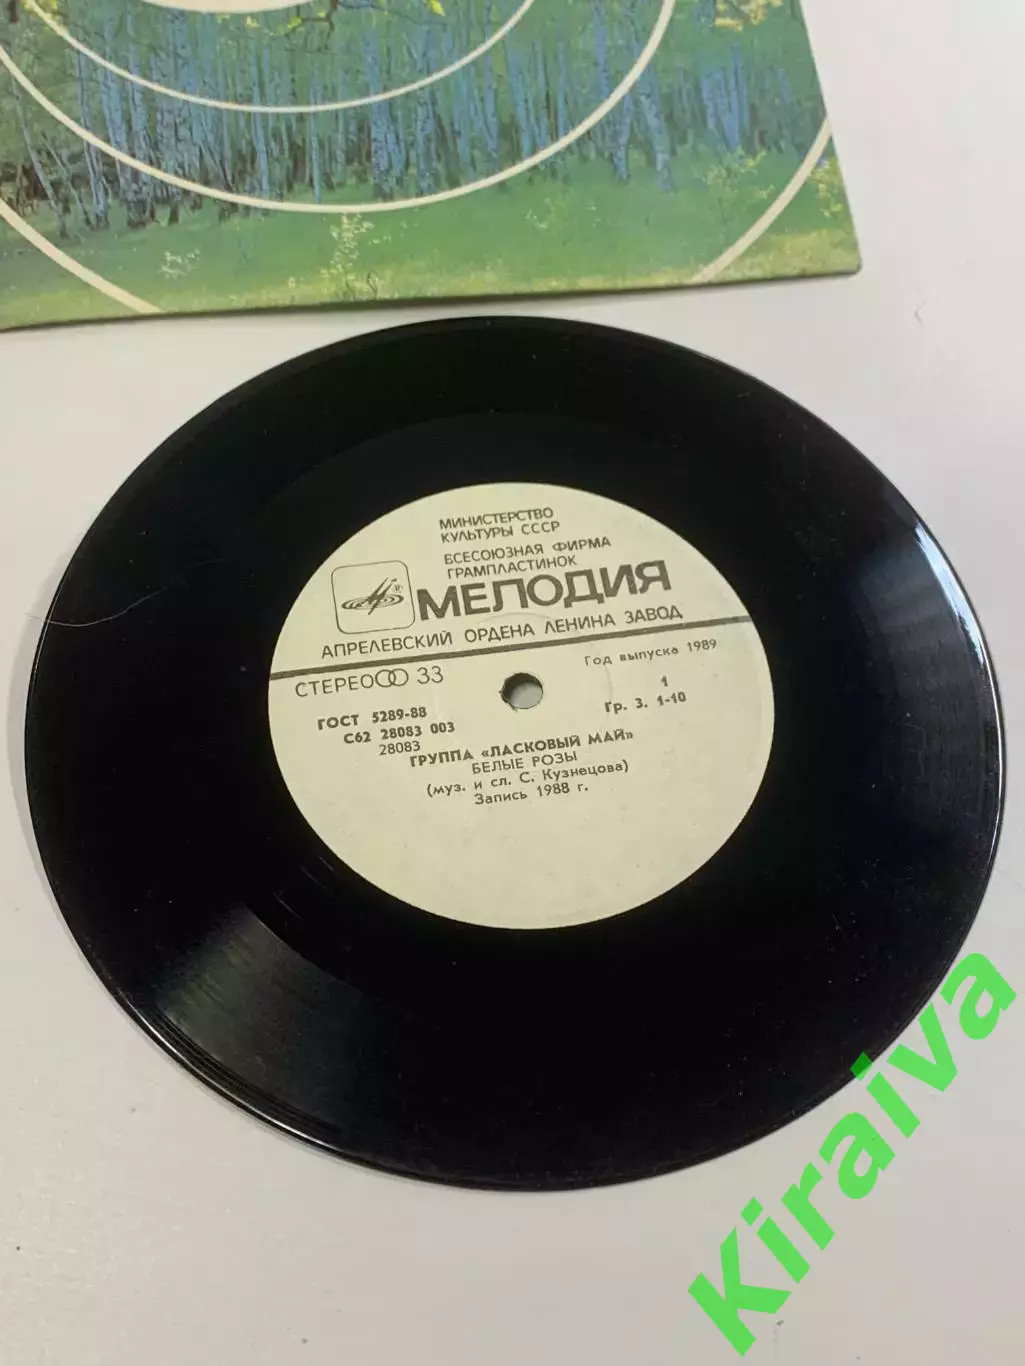 МИНИСТЕРСТВО
КУЛЬТУРЫ СССР
ВСЕСОЮЗНАЯ ФИРМА
ГРАМПЛАСТИНОК
МЕЛОДИЯ
®
АПРЕЛЕВСКИЙ ОРДЕНА ЛЕНИНА ЗАВОД
СТЕРЕО 33
Год выпуска 1989
ГОСТ 5289-88
1
С62 28083 003
Гр. 3. 1-10
28083
ГРУППА «ЛАСКОВЫЙ МАЙ»
БЕЛЫЕ РОЗЫ
(муз. и сл. С. Кузнецова)
Запись 1988 г.
Kiraiva